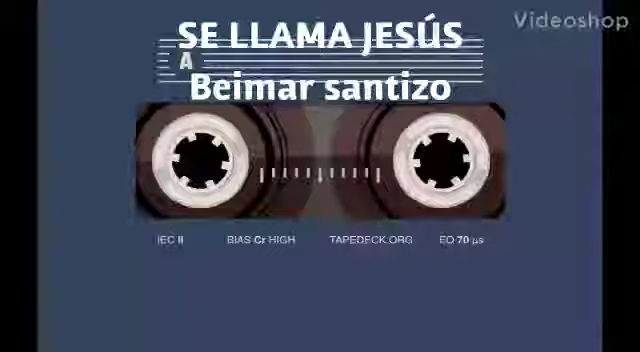 Videoshop
SE LLAMA JESÚS
A
Beimar santizo
IEC II BIAS Cr HIGH TAPEDECK.ORG EQ 70 µs